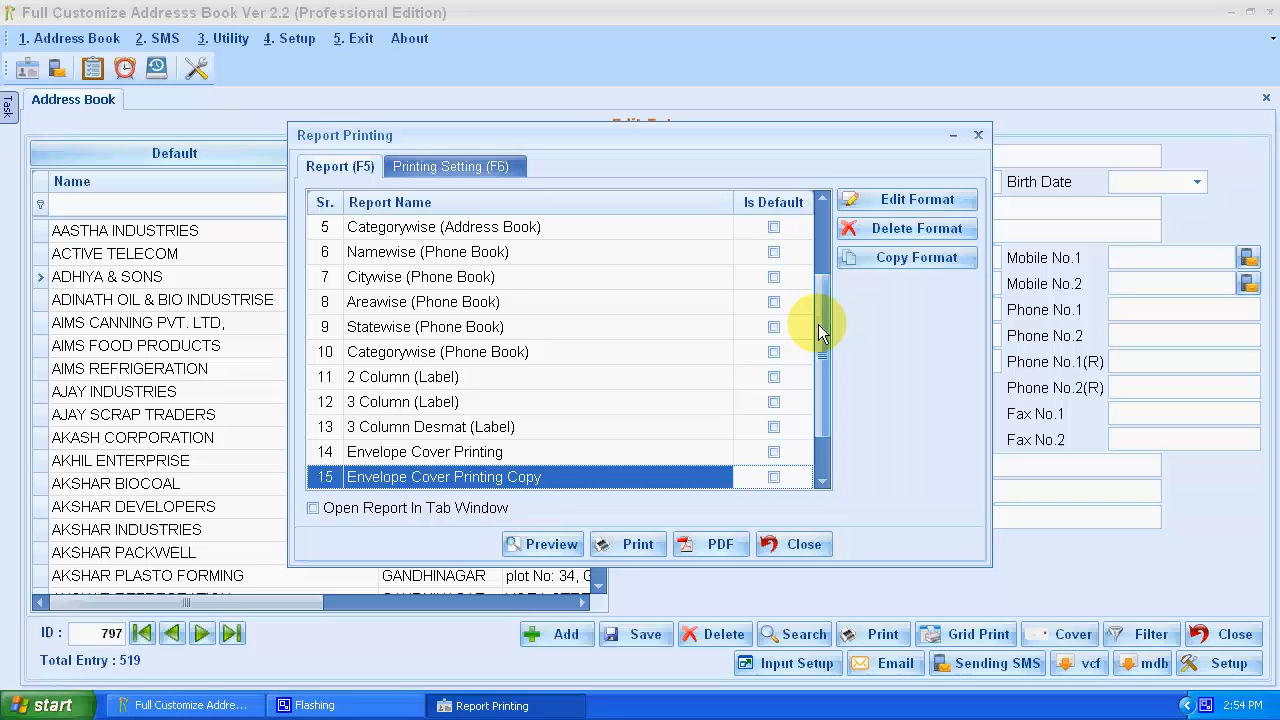 Full Customize Addresss Book Ver 2.2 (Professional Edition)
1. Address Book 2. SMS 3. Utility 4. Setup 5. Exit About
Task
Address Book
Default
Name
AASTHA INDUSTRIES
ACTIVE TELECOM
ADHIYA & SONS
ADINATH OIL & BIO INDUSTRISE
AIMS CANNING PVT. LTD,
AIMS FOOD PRODUCTS
AIMS REFRIGERATION
AJAY INDUSTRIES
AJAY SCRAP TRADERS
AKASH CORPORATION
AKHIL ENTERPRISE
AKSHAR BIOCOAL
AKSHAR DEVELOPERS
AKSHAR INDUSTRIES
AKSHAR PACKWELL
AKSHAR PLASTO FORMING GANDHINAGAR plot No: 34, G
Report Printing
Report (F5) Printing Setting (F6)
Sr. Report Name Is Default
5 Categorywise (Address Book)
6 Namewise (Phone Book)
7 Citywise (Phone Book)
8 Areawise (Phone Book)
9 Statewise (Phone Book)
10 Categorywise (Phone Book)
11 2 Column (Label)
12 3 Column (Label)
13 3 Column Desmat (Label)
14 Envelope Cover Printing
15 Envelope Cover Printing Copy
Edit Format
Delete Format
Copy Format
Open Report In Tab Window
Preview Print PDF Close
Birth Date
Mobile No.1
Mobile No.2
Phone No.1
Phone No.2
Phone No.1(R)
Phone No.2(R)
Fax No.1
Fax No.2
ID : 797
Total Entry : 519
Add Save Delete Search Print Grid Print Cover Filter Close
Input Setup Email Sending SMS vcf mdb Setup
start Full Customize Addre... Flashing Report Printing 2:54 PM